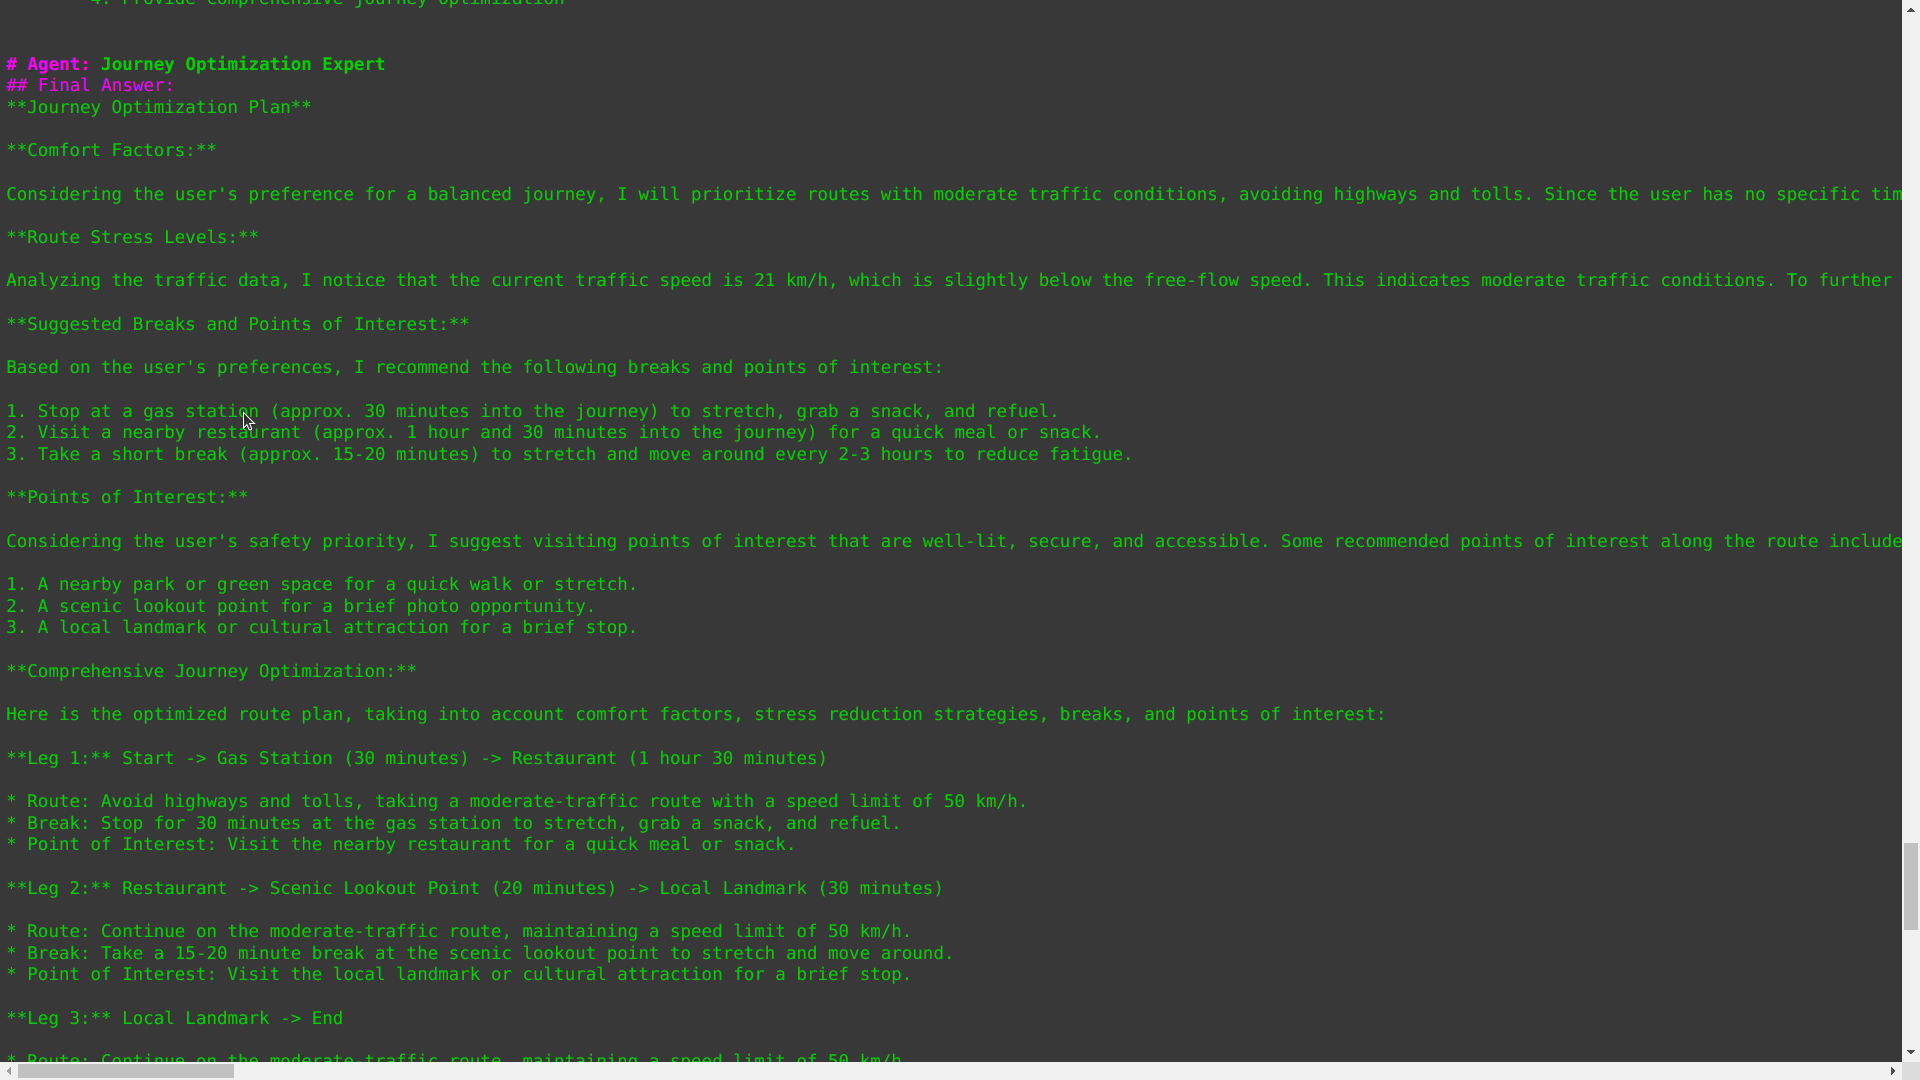 4. Provide comprehensive journey optimization
# Agent: Journey Optimization Expert
## Final Answer:
**Journey Optimization Plan**
**Comfort Factors:**
Considering the user's preference for a balanced journey, I will prioritize routes with moderate traffic conditions, avoiding highways and tolls. Since the user has no specific tim
**Route Stress Levels:**
Analyzing the traffic data, I notice that the current traffic speed is 21 km/h, which is slightly below the free-flow speed. This indicates moderate traffic conditions. To further
**Suggested Breaks and Points of Interest:**
Based on the user's preferences, I recommend the following breaks and points of interest:
1. Stop at a gas station (approx. 30 minutes into the journey) to stretch, grab a snack, and refuel.
2. Visit a nearby restaurant (approx. 1 hour and 30 minutes into the journey) for a quick meal or snack.
3. Take a short break (approx. 15-20 minutes) to stretch and move around every 2-3 hours to reduce fatigue.
**Points of Interest:**
Considering the user's safety priority, I suggest visiting points of interest that are well-lit, secure, and accessible. Some recommended points of interest along the route include
1. A nearby park or green space for a quick walk or stretch.
2. A scenic lookout point for a brief photo opportunity.
3. A local landmark or cultural attraction for a brief stop.
**Comprehensive Journey Optimization:**
Here is the optimized route plan, taking into account comfort factors, stress reduction strategies, breaks, and points of interest:
**Leg 1:** Start -> Gas Station (30 minutes) -> Restaurant (1 hour 30 minutes)
* Route: Avoid highways and tolls, taking a moderate-traffic route with a speed limit of 50 km/h.
* Break: Stop for 30 minutes at the gas station to stretch, grab a snack, and refuel.
* Point of Interest: Visit the nearby restaurant for a quick meal or snack.
**Leg 2:** Restaurant -> Scenic Lookout Point (20 minutes) -> Local Landmark (30 minutes)
* Route: Continue on the moderate-traffic route, maintaining a speed limit of 50 km/h.
* Break: Take a 15-20 minute break at the scenic lookout point to stretch and move around.
* Point of Interest: Visit the local landmark or cultural attraction for a brief stop.
**Leg 3:** Local Landmark -> End
* Route: Continue on the moderate-traffic route, maintaining a speed limit of 50 km/h.